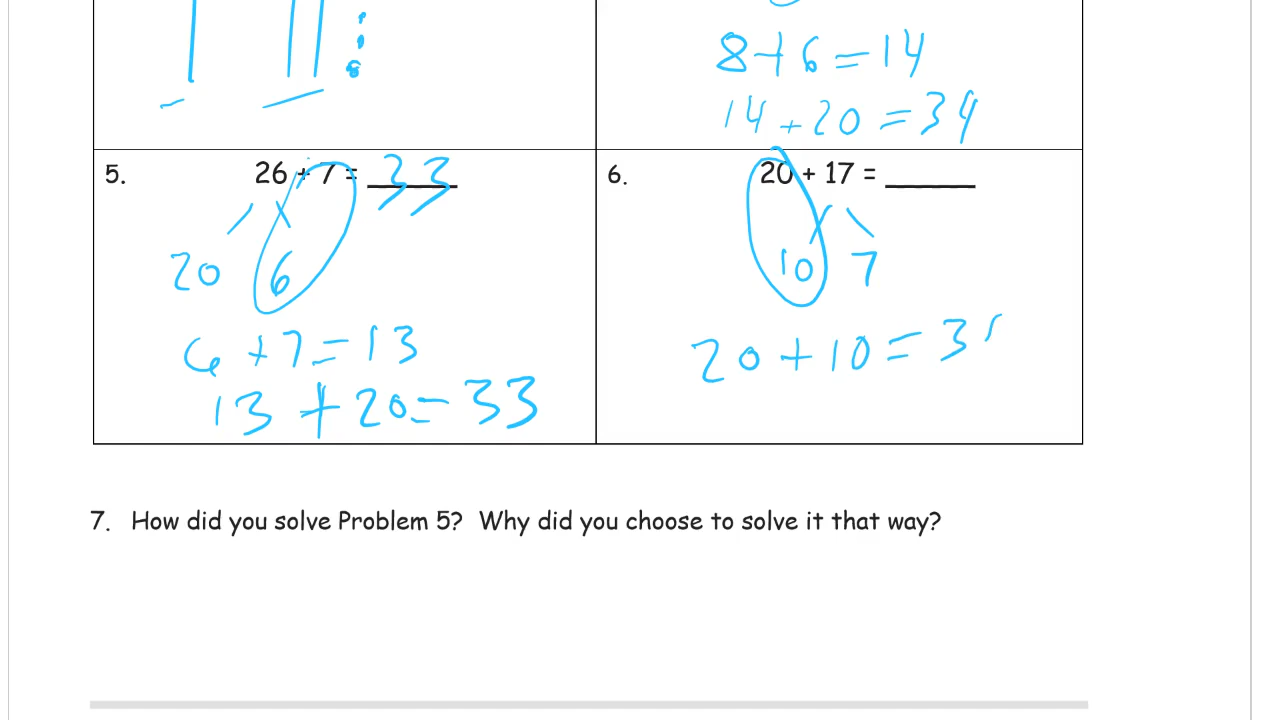 8+6=14
14+20=34
5. 26 + 7 = 33
20 6
6+7=13
13+20=33
6. 20 + 17 = ______
10 7
20+10=3
7. How did you solve Problem 5? Why did you choose to solve it that way?